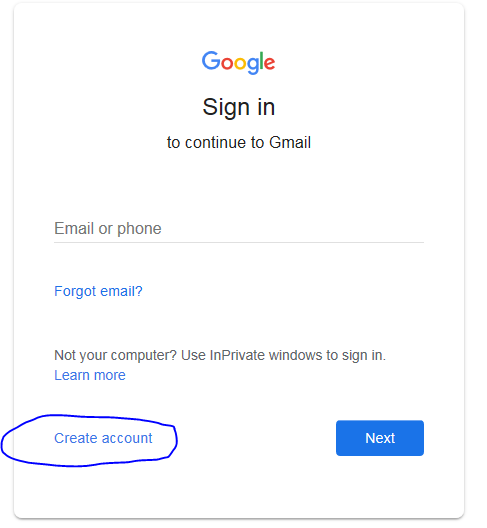 Google
Sign in
to continue to Gmail
Email or phone
Forgot email?
Not your computer? Use InPrivate windows to sign in.
Learn more
Create account
Next